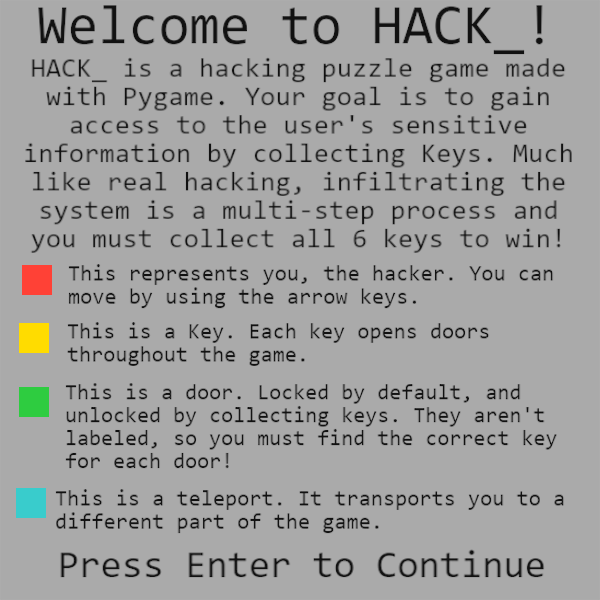 Welcome to HACK_!
HACK_ is a hacking puzzle game made
with Pygame. Your goal is to gain
access to the user's sensitive
information by collecting Keys. Much
like real hacking, infiltrating the
system is a multi-step process and
you must collect all 6 keys to win!
This represents you, the hacker. You can
move by using the arrow keys.
This is a Key. Each key opens doors
throughout the game.
This is a door. Locked by default, and
unlocked by collecting keys. They aren't
labeled, so you must find the correct key
for each door!
This is a teleport. It transports you to a
different part of the game.
Press Enter to Continue